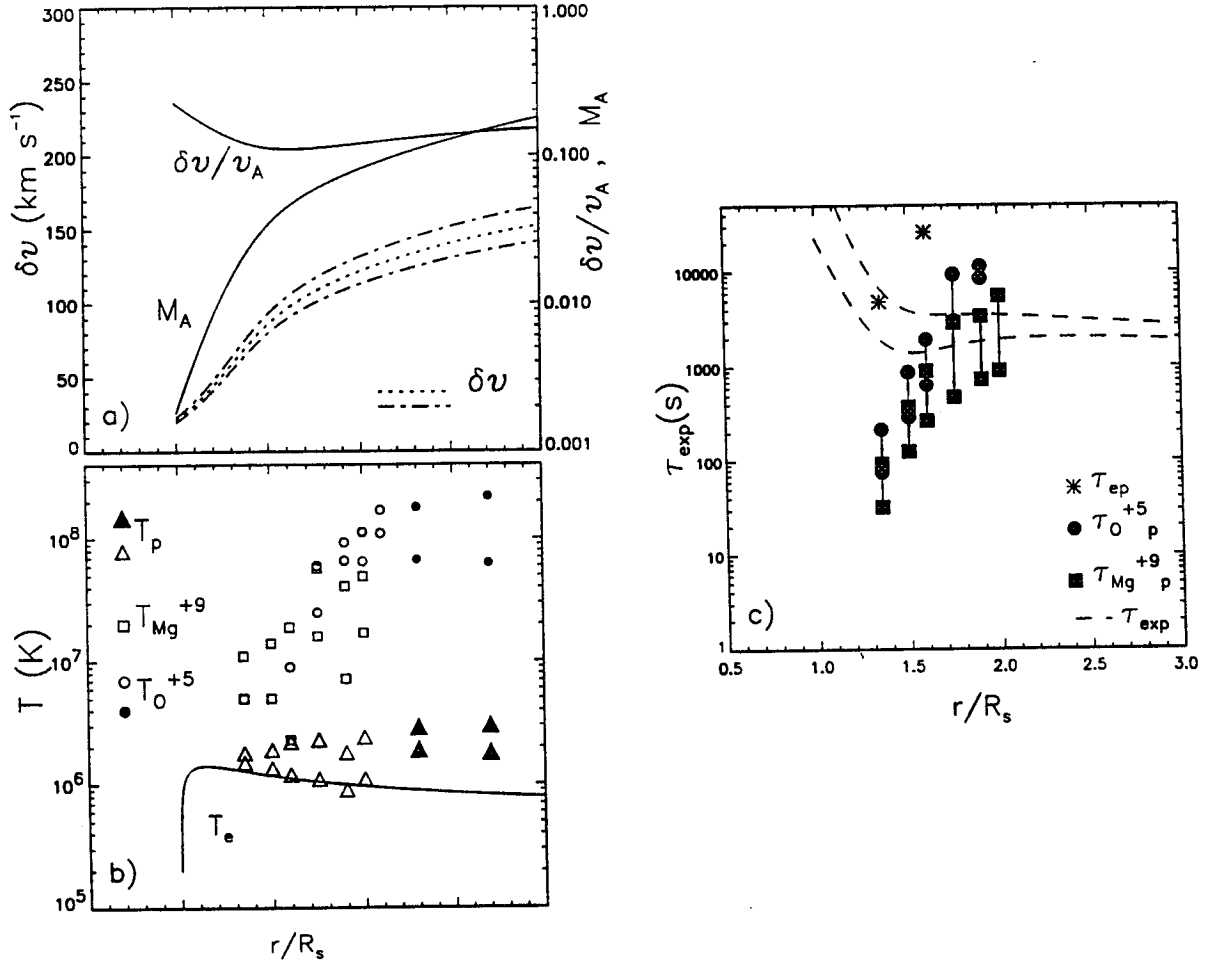 300
250
200
150
100
50
0
δv (km s⁻¹)
1.000
0.100
0.010
0.001
δv/v_A , M_A
δv/v_A
M_A
δv
a)
10⁸
10⁷
10⁶
10⁵
T (K)
T_p
T_Mg⁺⁹
T_O⁺⁵
T_e
b)
r/R_s
10000
1000
100
10
1
τ_exp(s)
τ_ep
τ_O⁺⁵_p
τ_Mg⁺⁹_p
τ_exp
c)
0.5 1.0 1.5 2.0 2.5 3.0
r/R_s